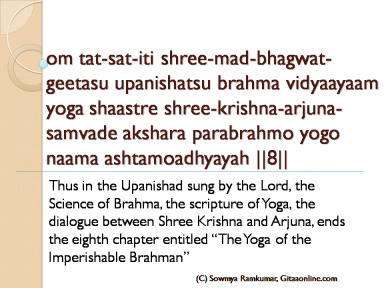 om tat-sat-iti shree-mad-bhagwat-
geetasu upanishatsu brahma vidyaayaam
yoga shaastre shree-krishna-arjuna-
samvade akshara parabrahmo yogo
naama ashtamoadhyayah ||8||
Thus in the Upanishad sung by the Lord, the
Science of Brahma, the scripture of Yoga, the
dialogue between Shree Krishna and Arjuna, ends
the eighth chapter entitled “The Yoga of the
Imperishable Brahman”
(C) Sowmya Ramkumar, Gitaaonline.com